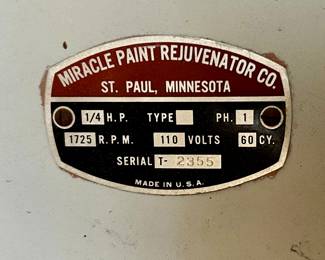 MIRACLE PAINT REJUVENATOR CO.
ST. PAUL, MINNESOTA
1/4 H.P. TYPE PH. 1
1725 R.P.M. 110 VOLTS 60 CY.
SERIAL T- 2355
MADE IN U.S.A.